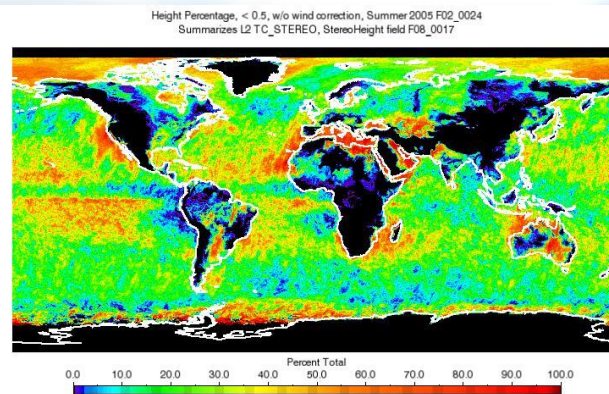 Height Percentage, < 0.5, w/o wind correction, Summer 2005 F02_0024
Summarizes L2 TC_STEREO, StereoHeight field F08_0017
Percent Total
0.0 10.0 20.0 30.0 40.0 50.0 60.0 70.0 80.0 90.0 100.0